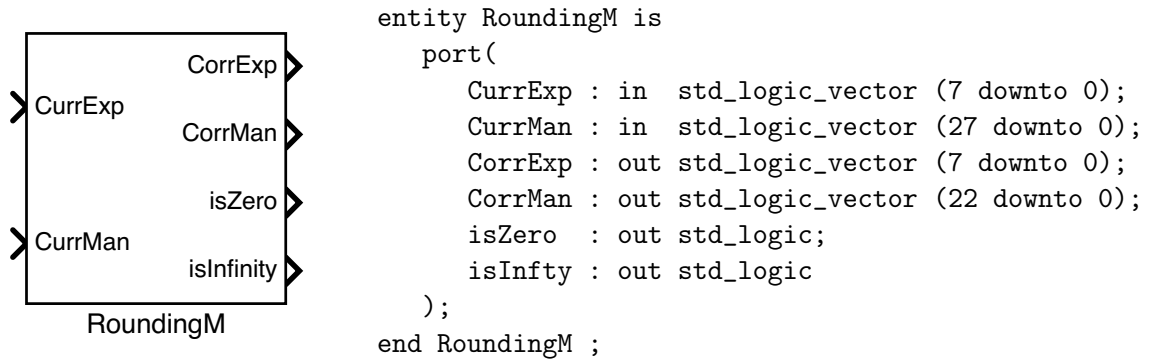 CurrExp
CurrMan
CorrExp
CorrMan
isZero
isInfinity
RoundingM
entity RoundingM is
port(
CurrExp : in std_logic_vector (7 downto 0);
CurrMan : in std_logic_vector (27 downto 0);
CorrExp : out std_logic_vector (7 downto 0);
CorrMan : out std_logic_vector (22 downto 0);
isZero : out std_logic;
isInfty : out std_logic
);
end RoundingM ;